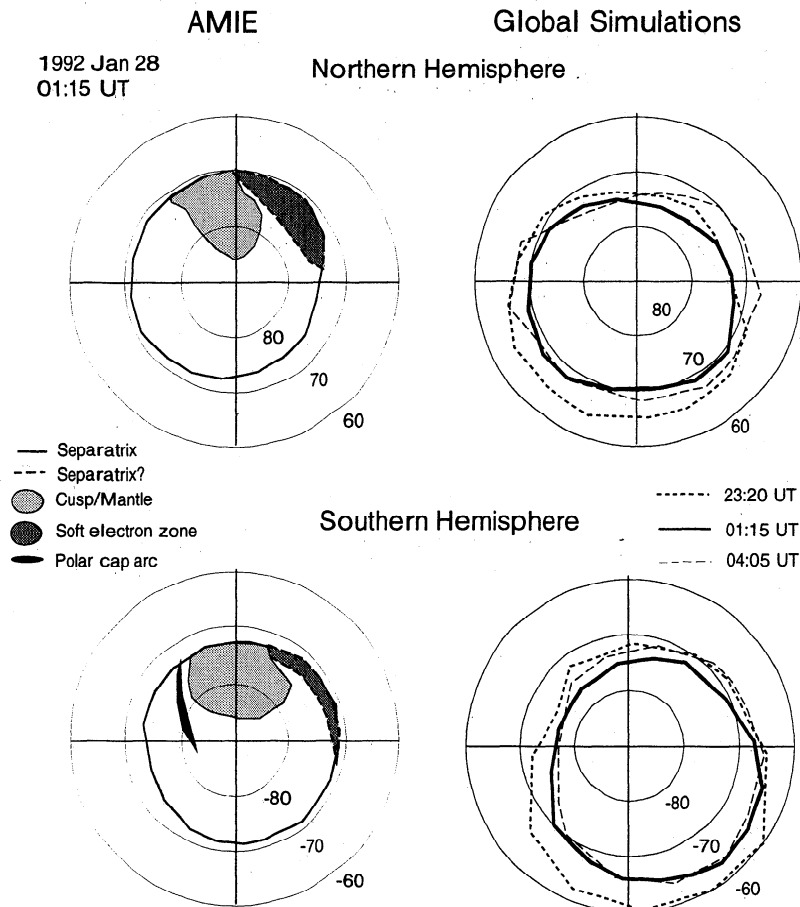 AMIE
Global Simulations
1992 Jan 28
01:15 UT
Northern Hemisphere
80
70
60
80
70
60
Separatrix
Separatrix?
Cusp/Mantle
Soft electron zone
Polar cap arc
Southern Hemisphere
23:20 UT
01:15 UT
04:05 UT
-80
-70
-60
-80
-70
-60